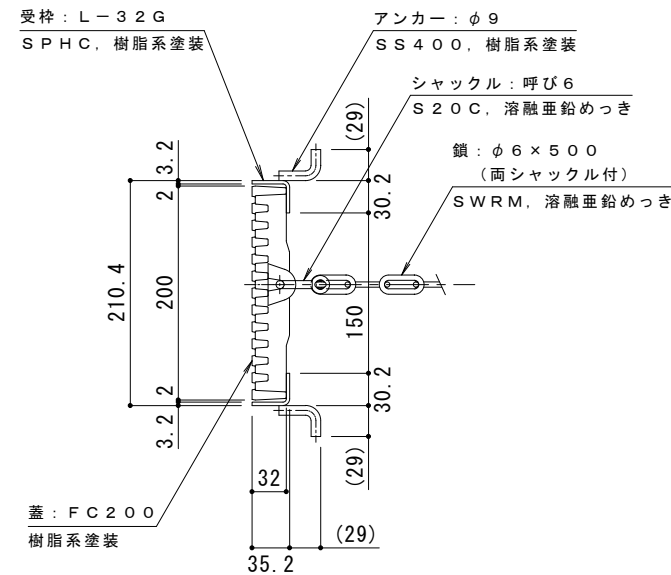 受枠：Ｌ－３２Ｇ
ＳＰＨＣ，樹脂系塗装
アンカー：φ９
ＳＳ４００，樹脂系塗装
シャックル：呼び６
Ｓ２０Ｃ，溶融亜鉛めっき
鎖：φ６×５００
（両シャックル付）
ＳＷＲＭ，溶融亜鉛めっき
(29)
3.2
2
30.2
210.4
200
150
2
3.2
30.2
(29)
32
蓋：ＦＣ２００
樹脂系塗装
(29)
35.2